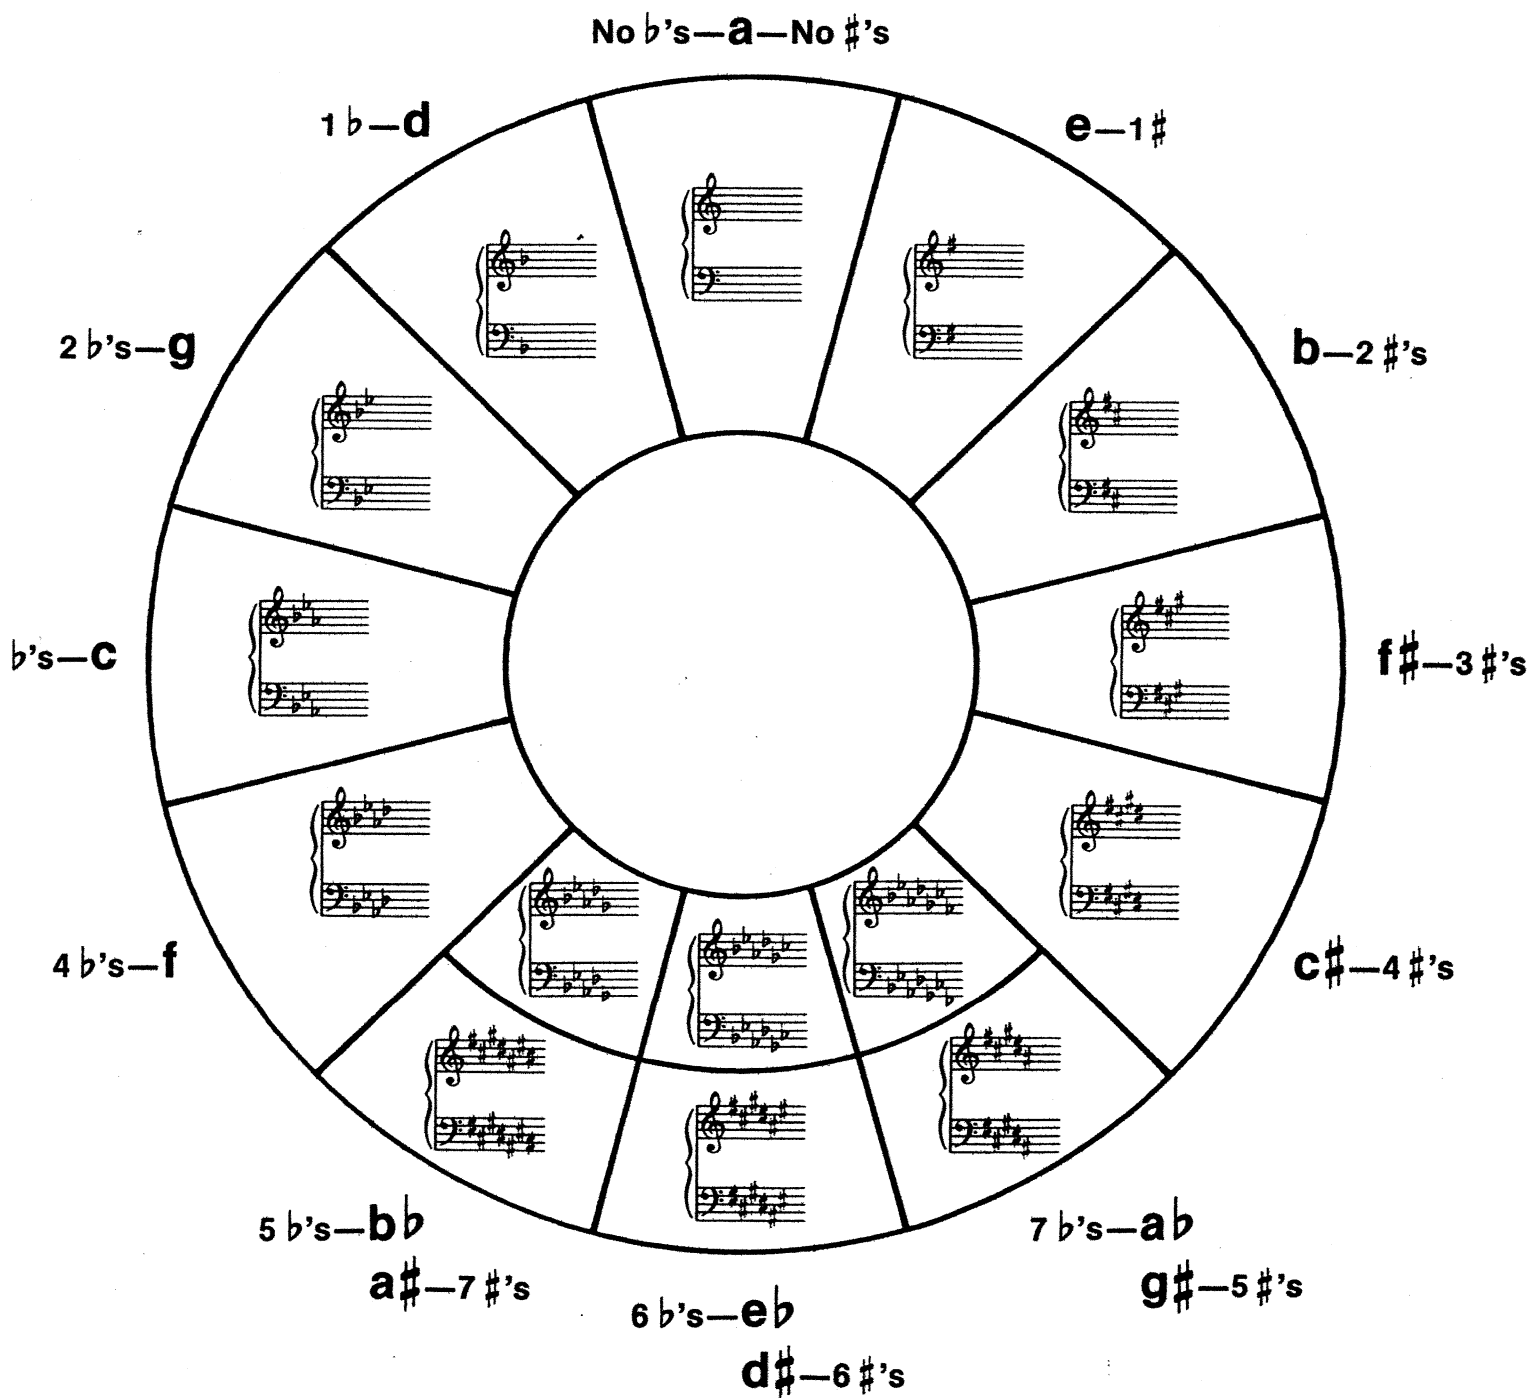 No ♭'s—a—No ♯'s
1♭—d
e—1♯
2♭'s—g
b—2♯'s
♭'s—c
f♯—3♯'s
4♭'s—f
c♯—4♯'s
5♭'s—b♭
a♯—7♯'s
6♭'s—e♭
d♯—6♯'s
7♭'s—a♭
g♯—5♯'s